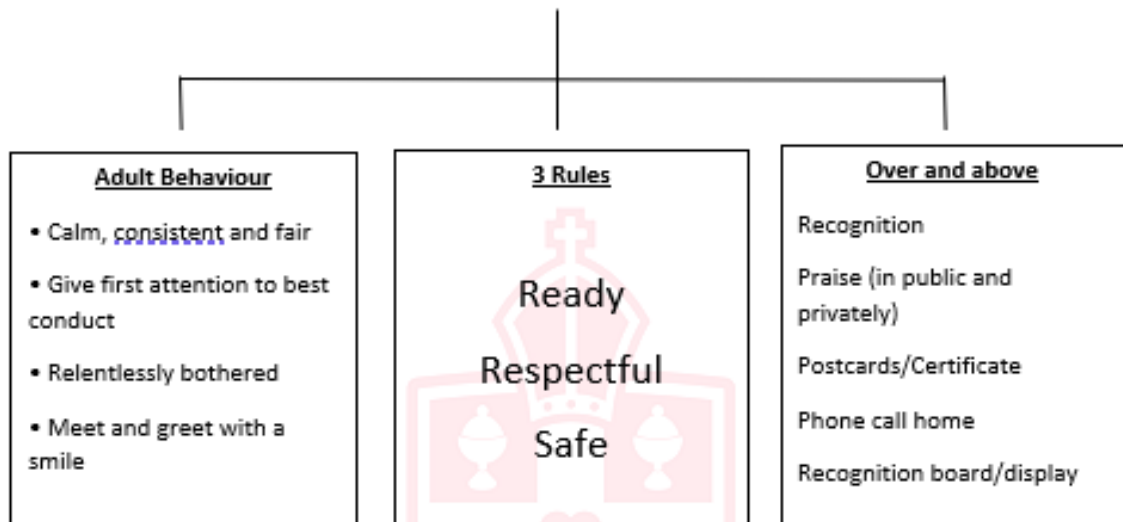 Adult Behaviour
• Calm, consistent and fair
• Give first attention to best
conduct
• Relentlessly bothered
• Meet and greet with a
smile
3 Rules
Ready
Respectful
Safe
Over and above
Recognition
Praise (in public and
privately)
Postcards/Certificate
Phone call home
Recognition board/display